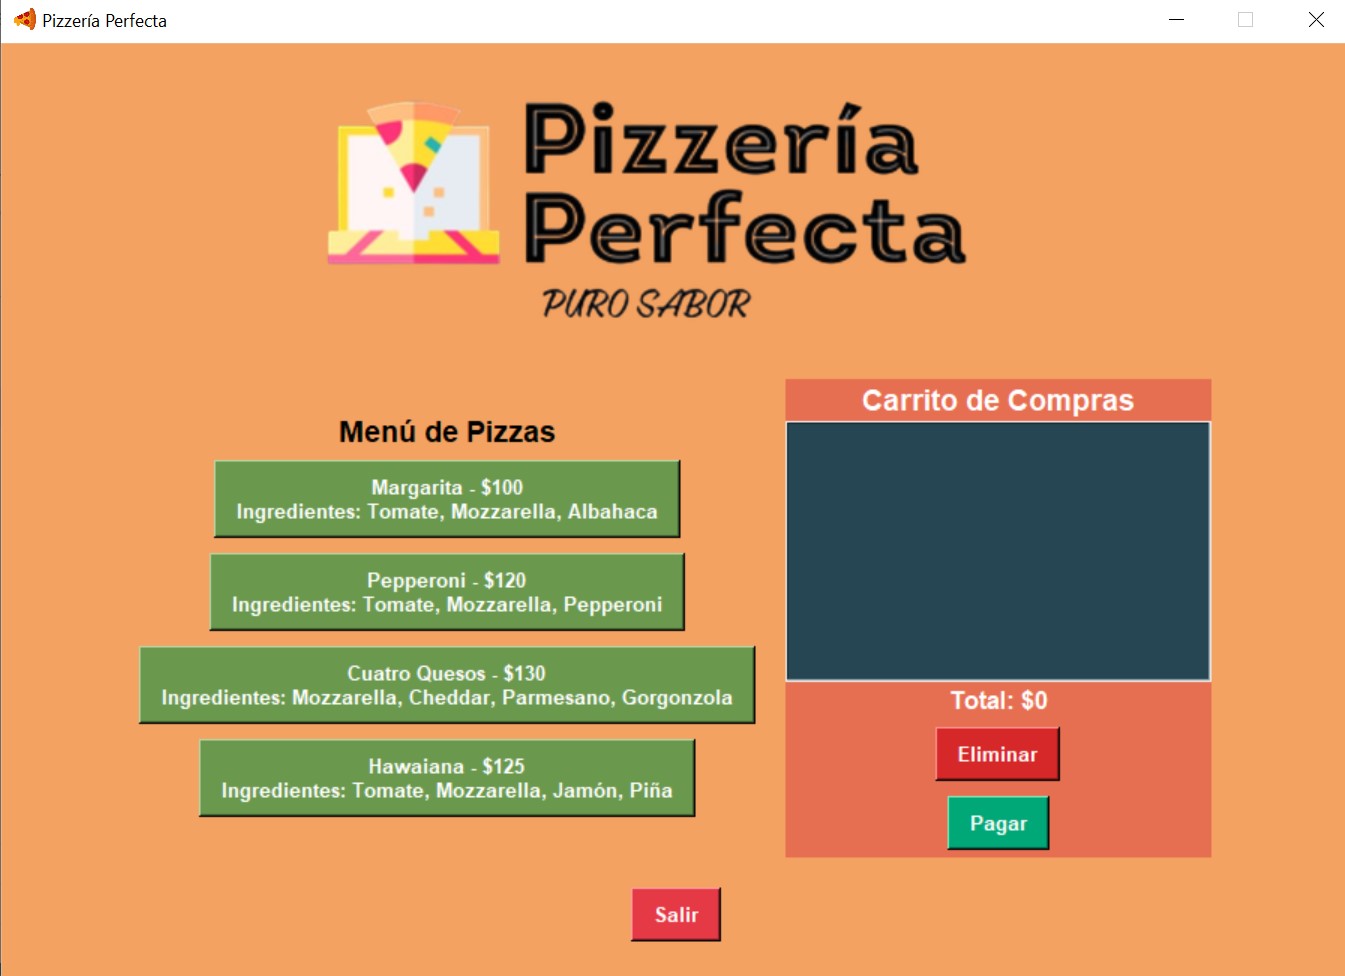 Pizzería Perfecta
Pizzería
Perfecta
PURO SABOR
Menú de Pizzas
Margarita - $100
Ingredientes: Tomate, Mozzarella, Albahaca
Pepperoni - $120
Ingredientes: Tomate, Mozzarella, Pepperoni
Cuatro Quesos - $130
Ingredientes: Mozzarella, Cheddar, Parmesano, Gorgonzola
Hawaiana - $125
Ingredientes: Tomate, Mozzarella, Jamón, Piña
Carrito de Compras
Total: $0
Eliminar
Pagar
Salir